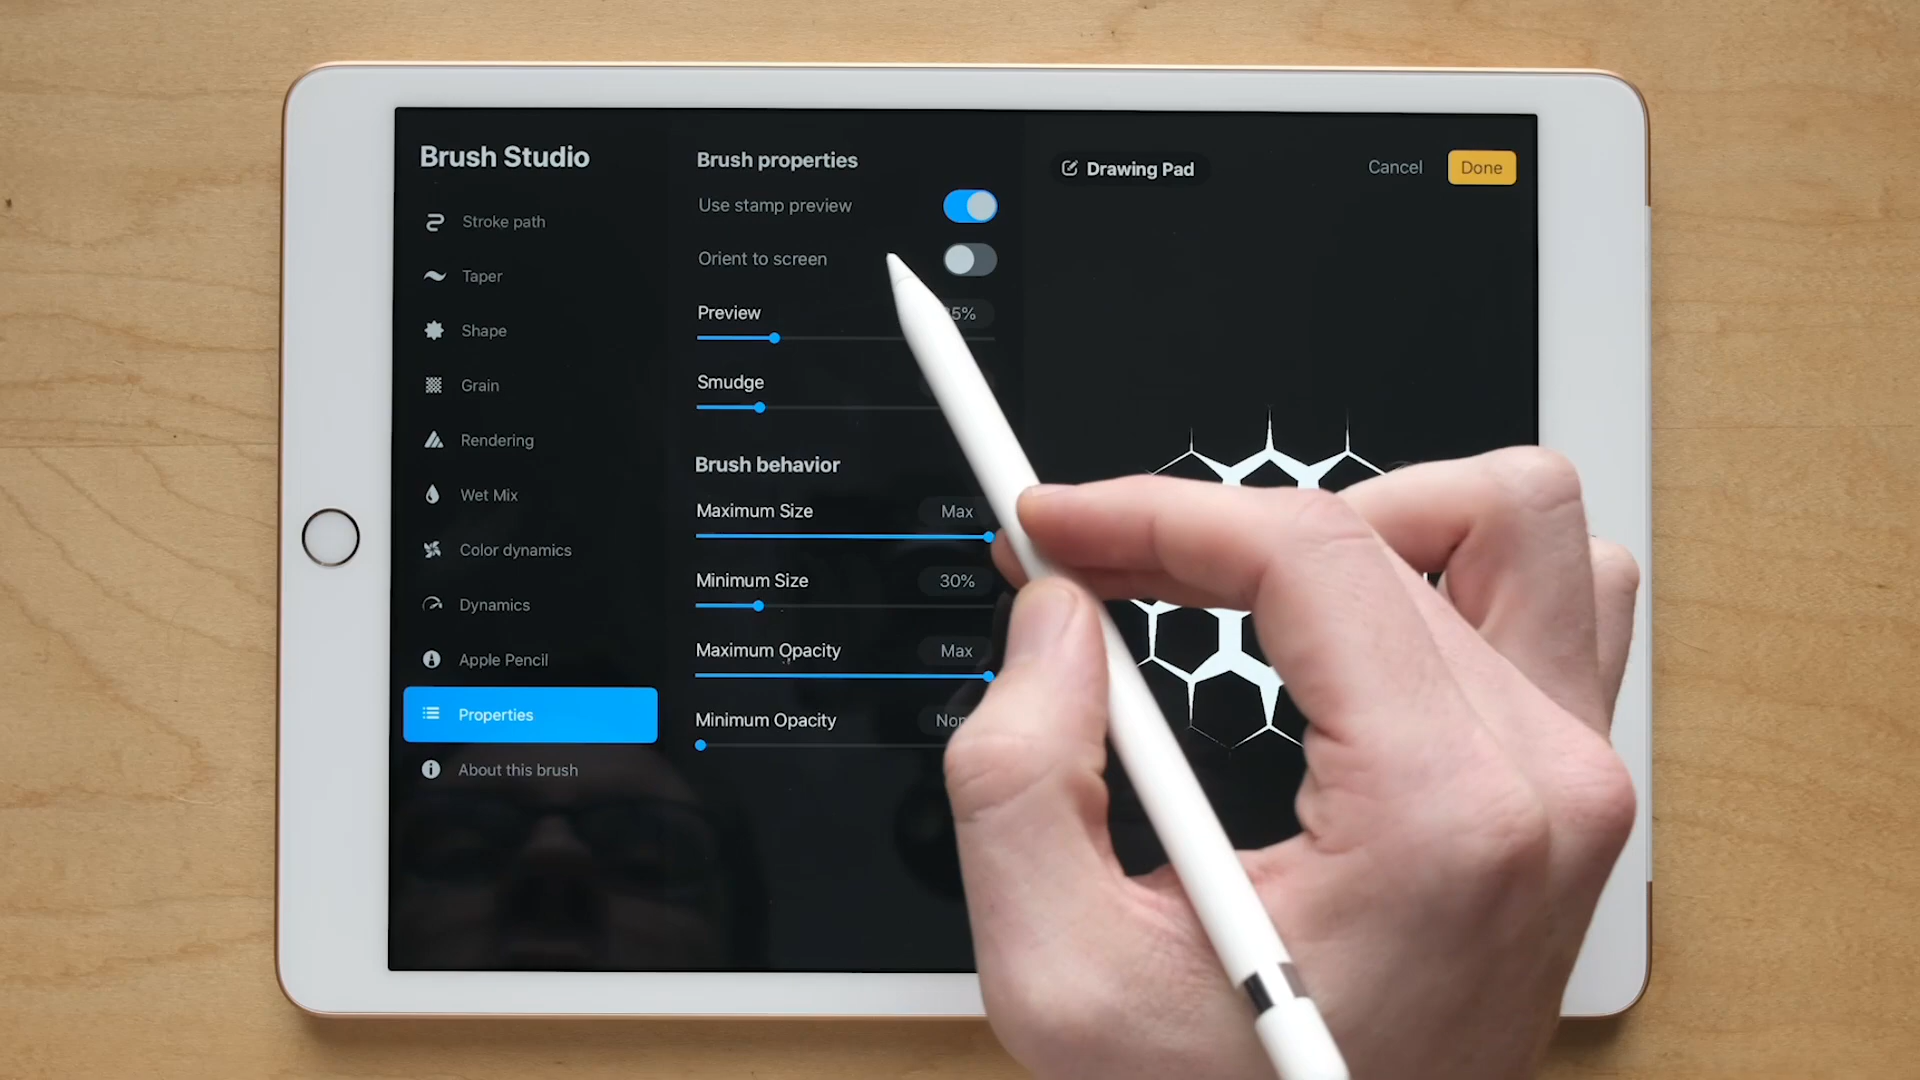 Brush Studio
Stroke path
Taper
Shape
Grain
Rendering
Wet Mix
Color dynamics
Dynamics
Apple Pencil
Properties
About this brush
Brush properties
Use stamp preview
Orient to screen
Preview
Smudge
Brush behavior
Maximum Size Max
Minimum Size 30%
Maximum Opacity Max
Minimum Opacity
Drawing Pad
Cancel
Done